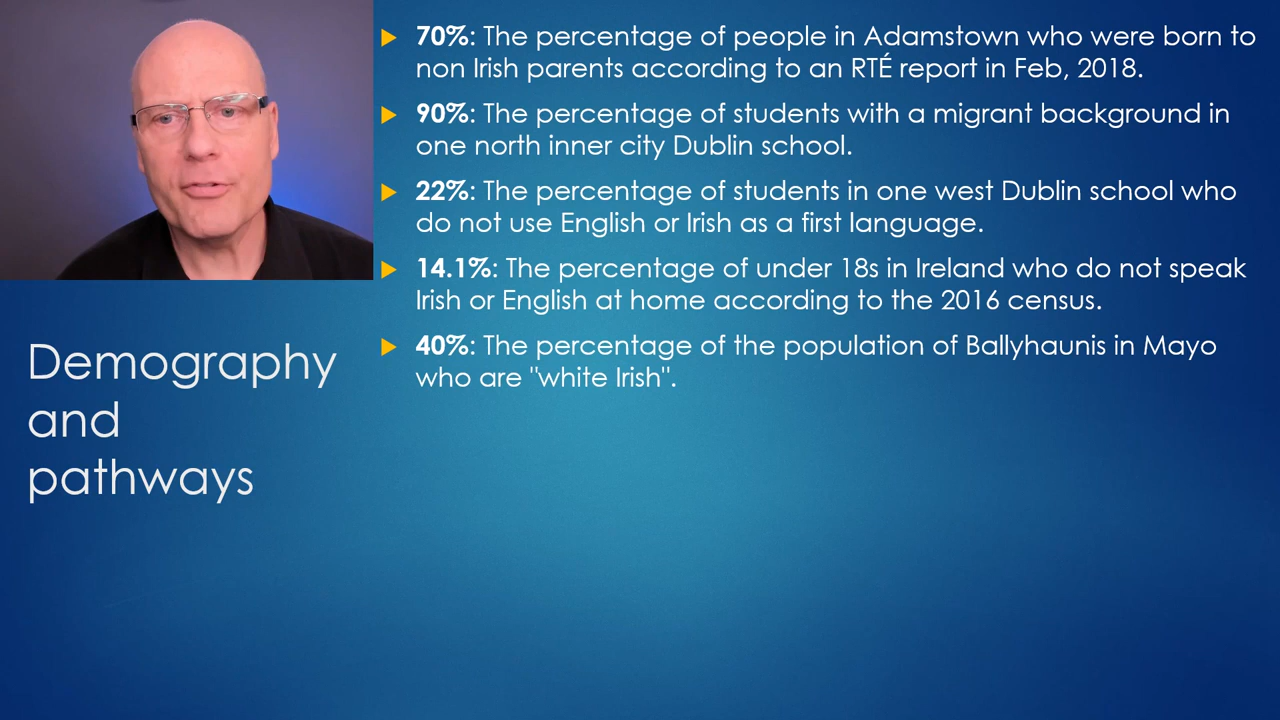 70%: The percentage of people in Adamstown who were born to
non Irish parents according to an RTÉ report in Feb, 2018.
90%: The percentage of students with a migrant background in
one north inner city Dublin school.
22%: The percentage of students in one west Dublin school who
do not use English or Irish as a first language.
14.1%: The percentage of under 18s in Ireland who do not speak
Irish or English at home according to the 2016 census.
40%: The percentage of the population of Ballyhaunis in Mayo
who are "white Irish".
Demography
and
pathways